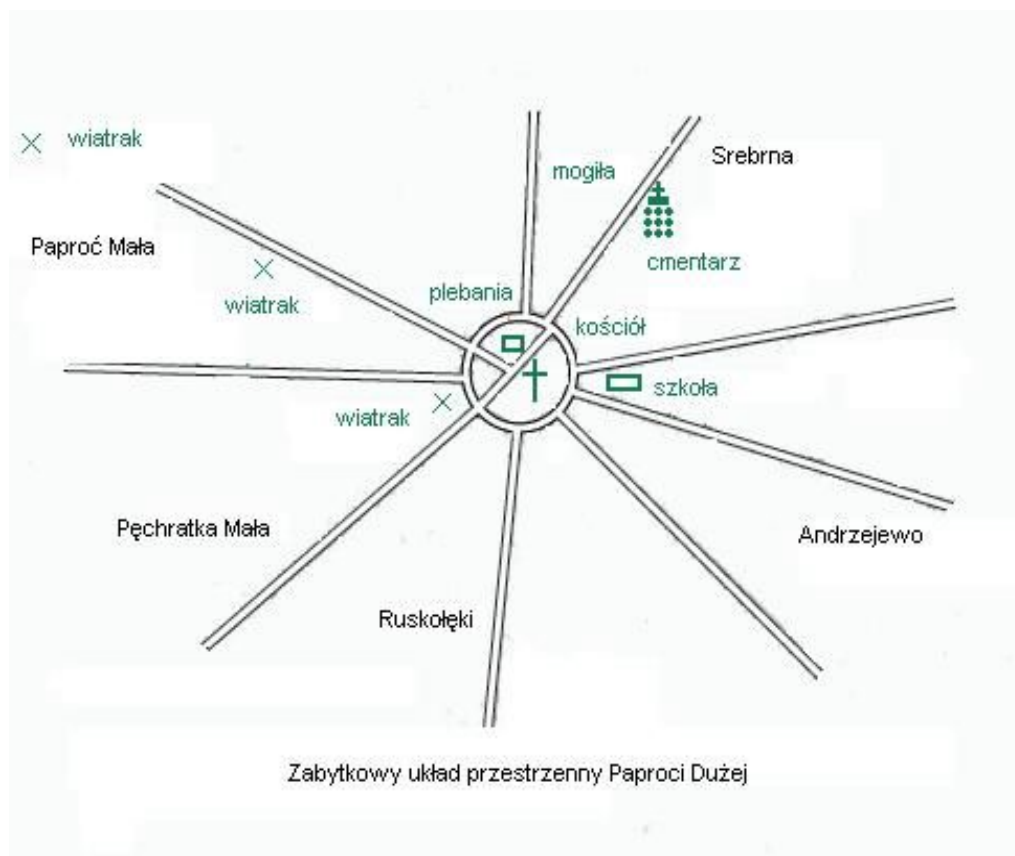 wiatrak
mogiła
Srebrna
Paproć Mała
cmentarz
plebania
wiatrak
kościół
szkoła
wiatrak
Pęchratka Mała
Andrzejewo
Ruskołęki
Zabytkowy układ przestrzenny Paproci Dużej